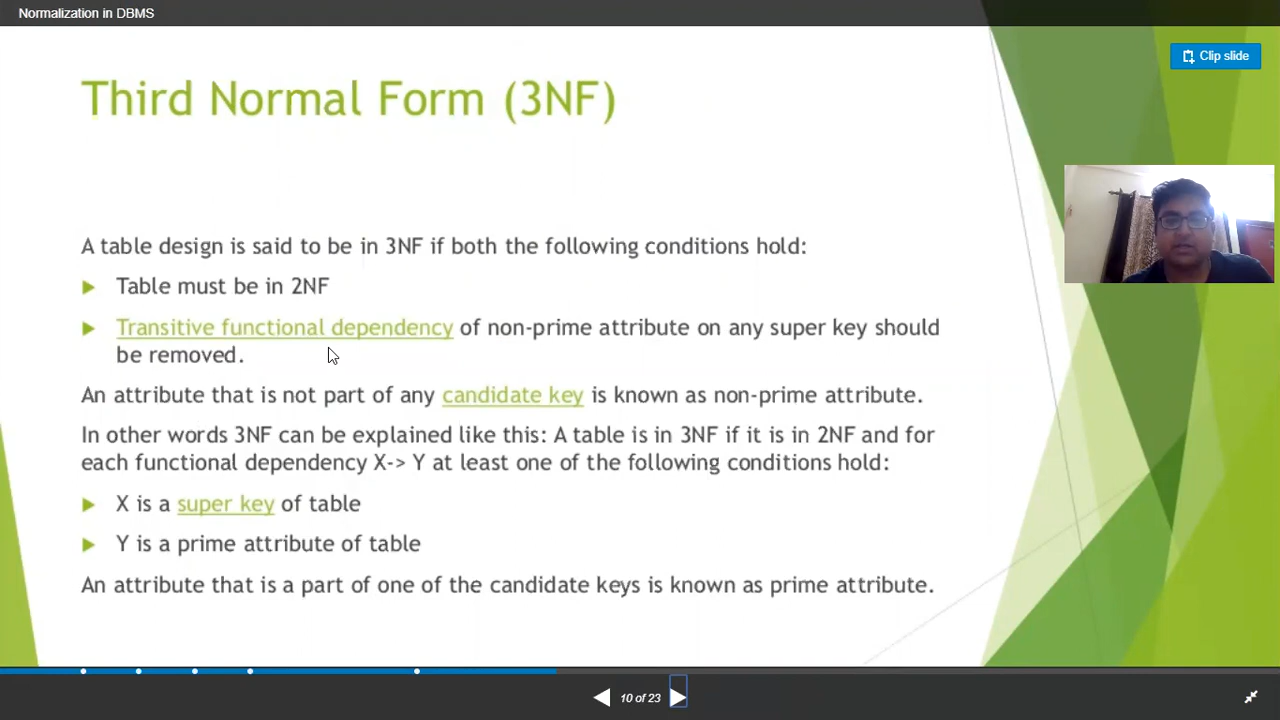 Normalization in DBMS
Clip slide
Third Normal Form (3NF)
A table design is said to be in 3NF if both the following conditions hold:
Table must be in 2NF
Transitive functional dependency of non-prime attribute on any super key should
be removed.
An attribute that is not part of any candidate key is known as non-prime attribute.
In other words 3NF can be explained like this: A table is in 3NF if it is in 2NF and for
each functional dependency X-> Y at least one of the following conditions hold:
X is a super key of table
Y is a prime attribute of table
An attribute that is a part of one of the candidate keys is known as prime attribute.
10 of 23